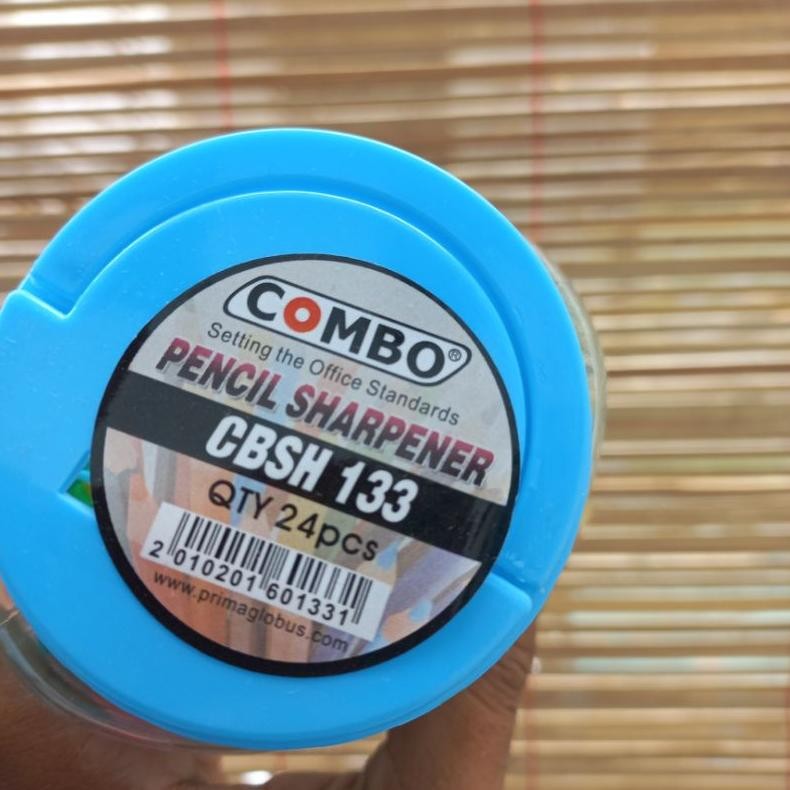 COMBO®
Setting the Office Standards
PENCIL SHARPENER
CBSH 133
QTY 24pcs
2 010201 601331
www.primaglobus.com